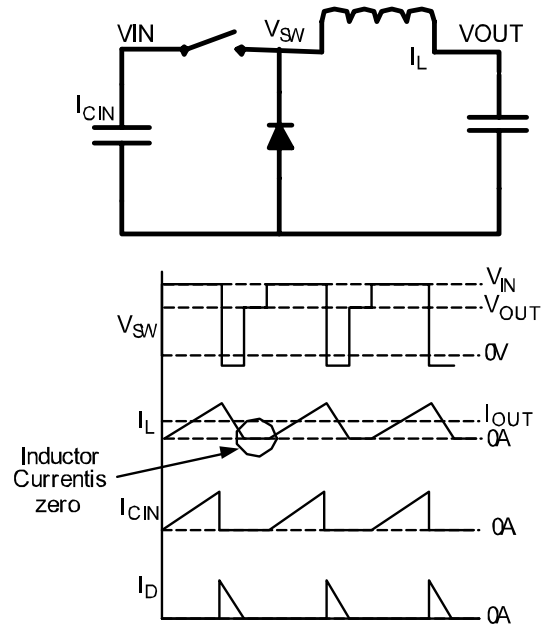 VIN
VSW
VOUT
IL
ICIN
VIN
VOUT
VSW
0V
IL
IOUT
0A
Inductor
Currentis
zero
ICIN
0A
ID
0A